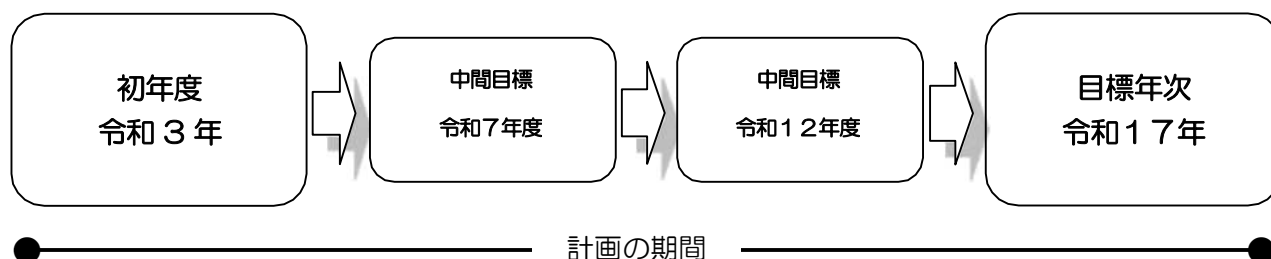 初年度
令和３年
中間目標
令和７年度
中間目標
令和１２年度
目標年次
令和１７年
計画の期間